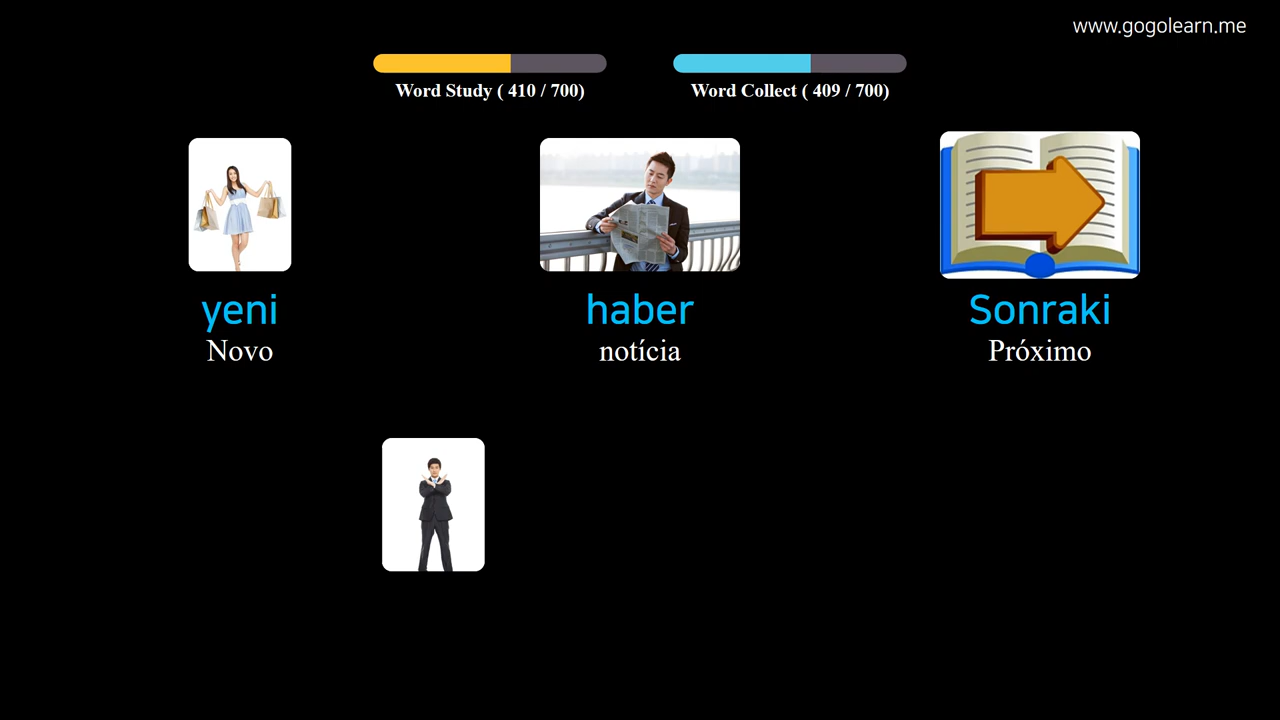 www.gogolearn.me
Word Study ( 410 / 700)
Word Collect ( 409 / 700)
yeni
Novo
haber
notícia
Sonraki
Próximo